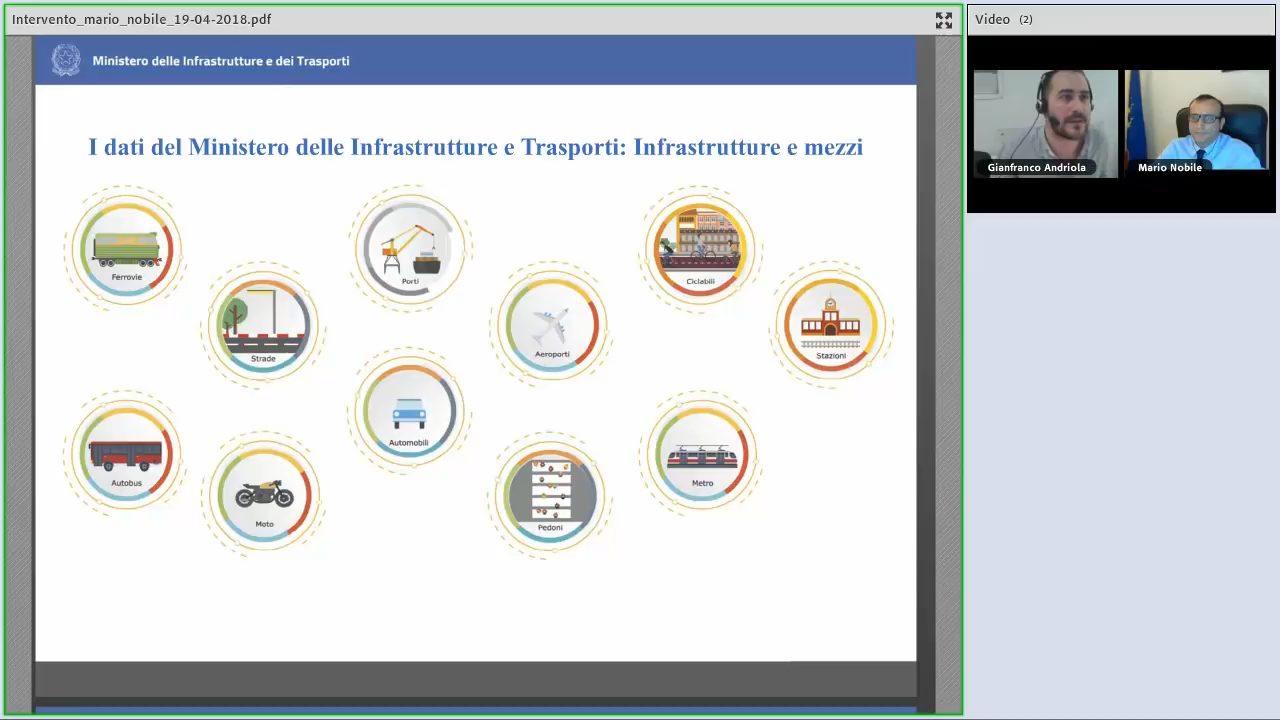 Intervento_mario_nobile_19-04-2018.pdf
Video (2)
Ministero delle Infrastrutture e dei Trasporti
Gianfranco Andriola
Mario Nobile
I dati del Ministero delle Infrastrutture e Trasporti: Infrastrutture e mezzi
Ferrovie
Porti
Ciclabili
Strade
Aeroporti
Stazioni
Automobili
Autobus
Metro
Moto
Pedoni